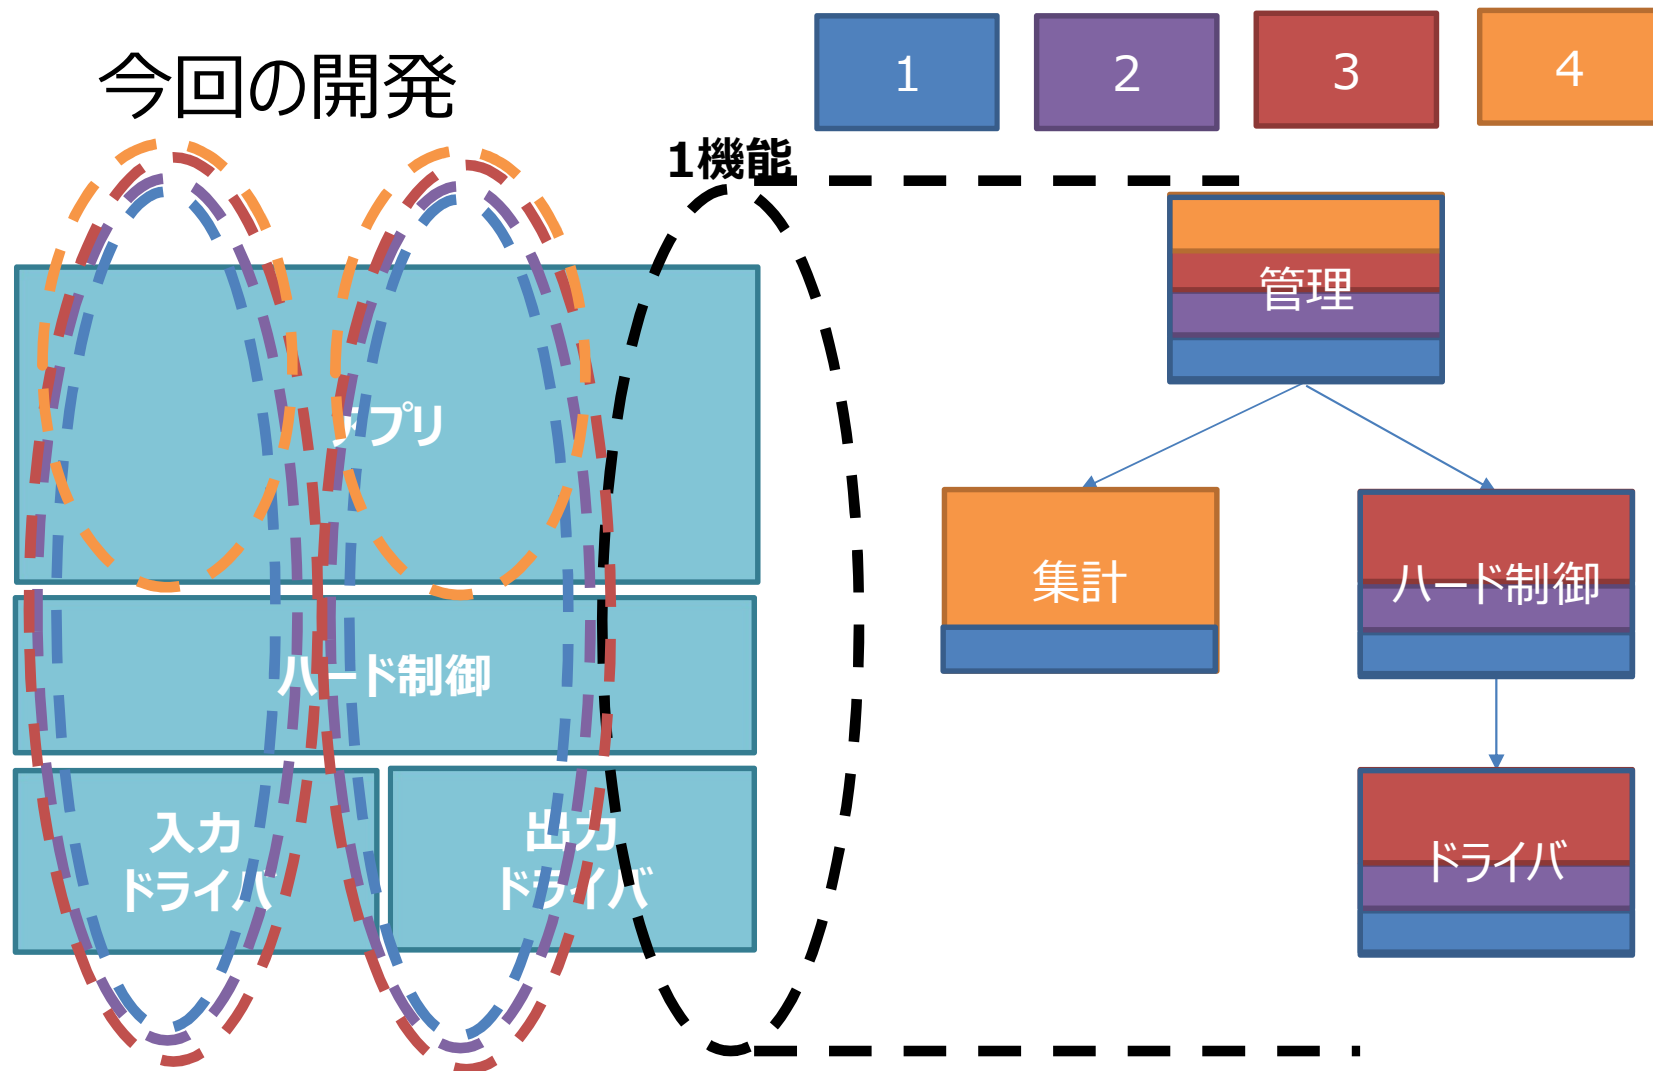 今回の開発
1
2
3
4
1機能
管理
アプリ
集計
ハード制御
ハード制御
入力
ドライバ
出力
ドライバ
ドライバ